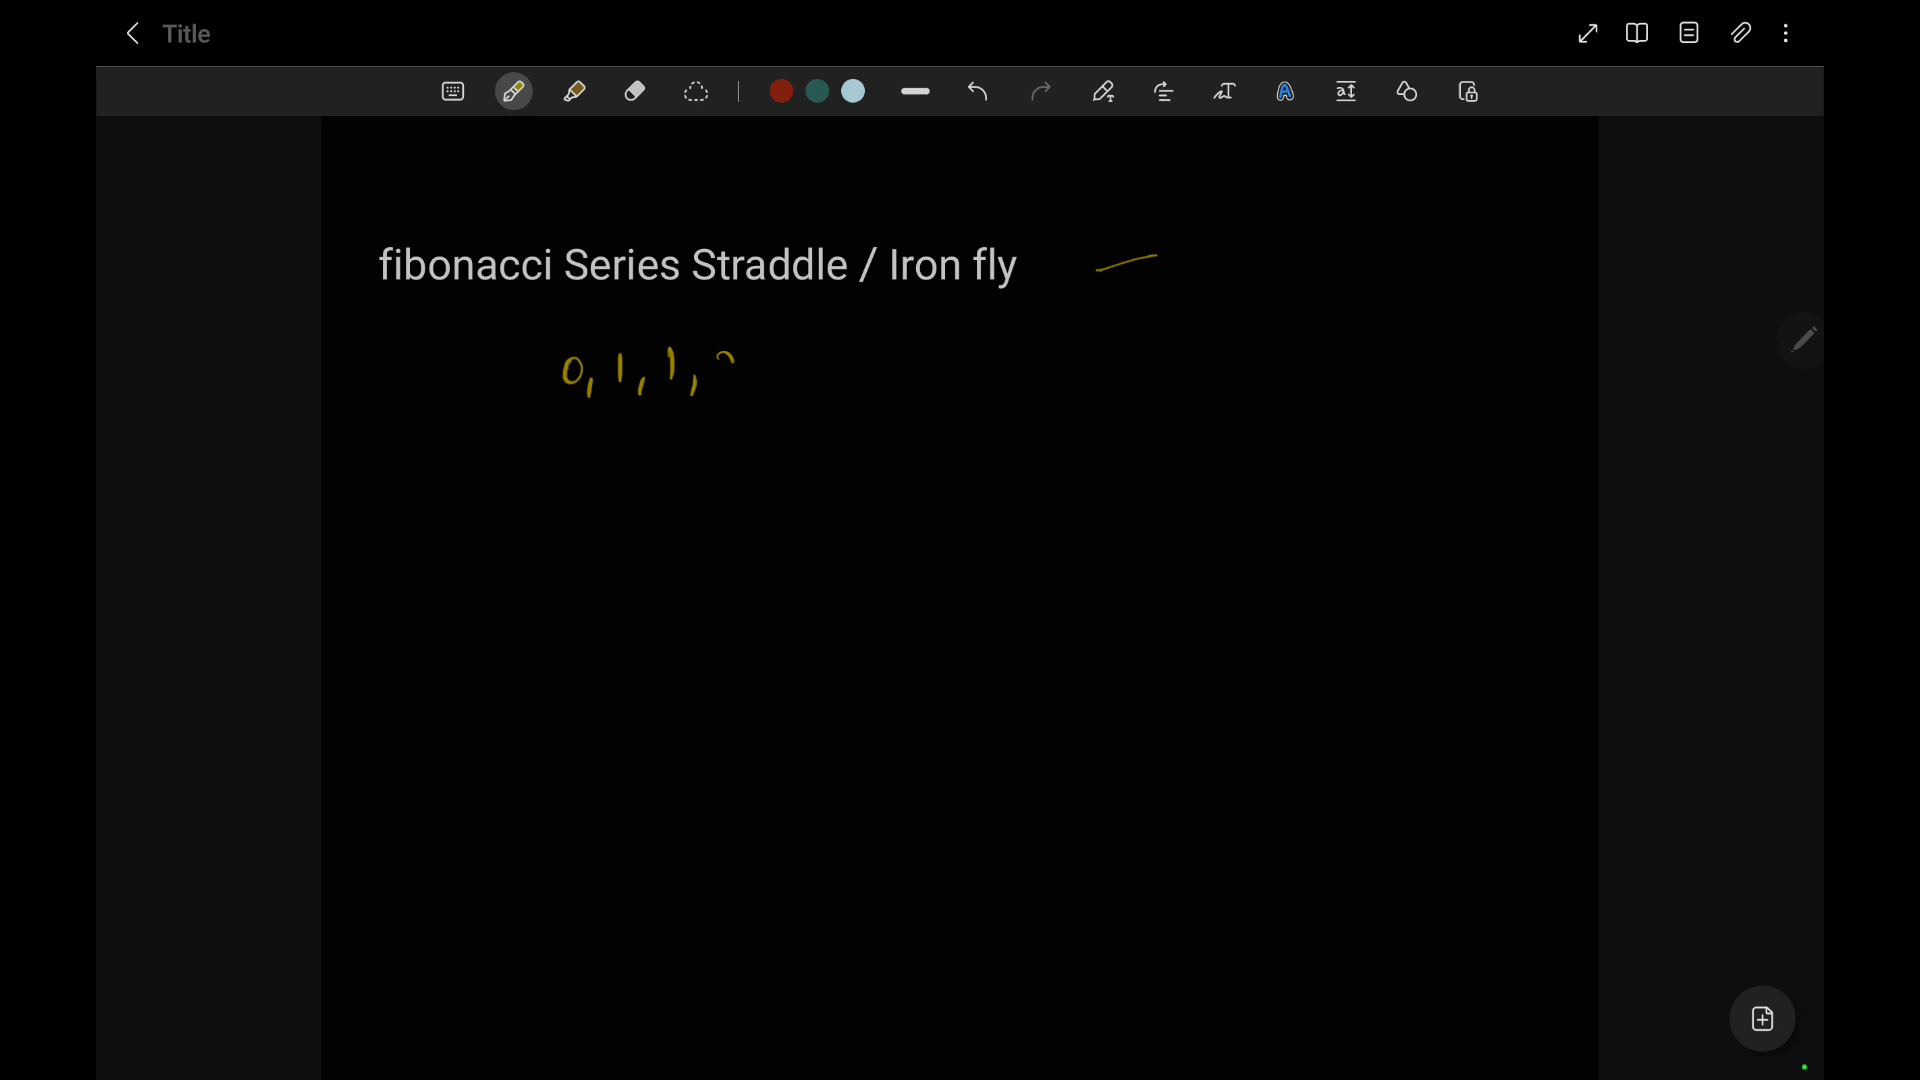 Title
fibonacci Series Straddle / Iron fly
0, 1, 1,